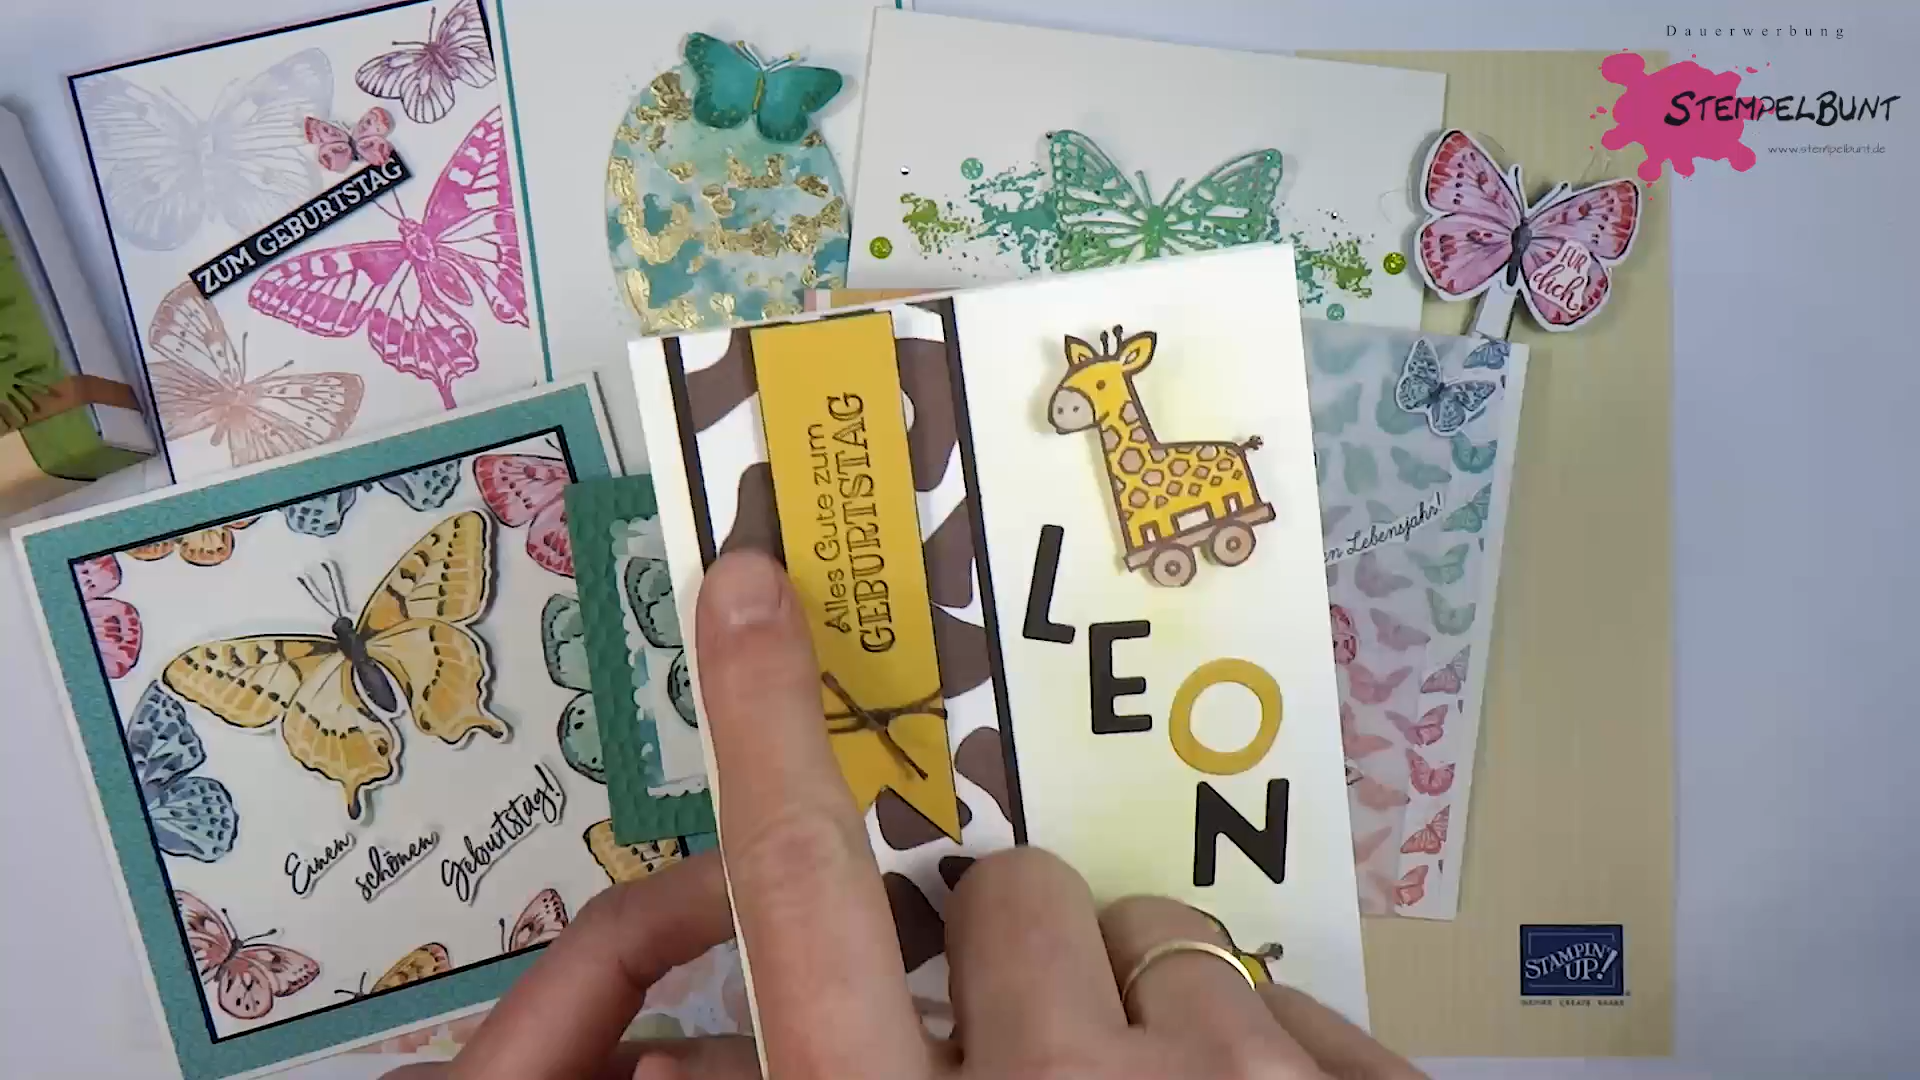 Dauerwerbung
STEMPELBUNT
www.stempelbunt.de
ZUM GEBURTSTAG
FÜR
dich
Alles Gute zum
GEBURTSTAG
LEON
en Lebensjahr!
Einen
schönen
Geburtstag!
STAMPIN'
UP!